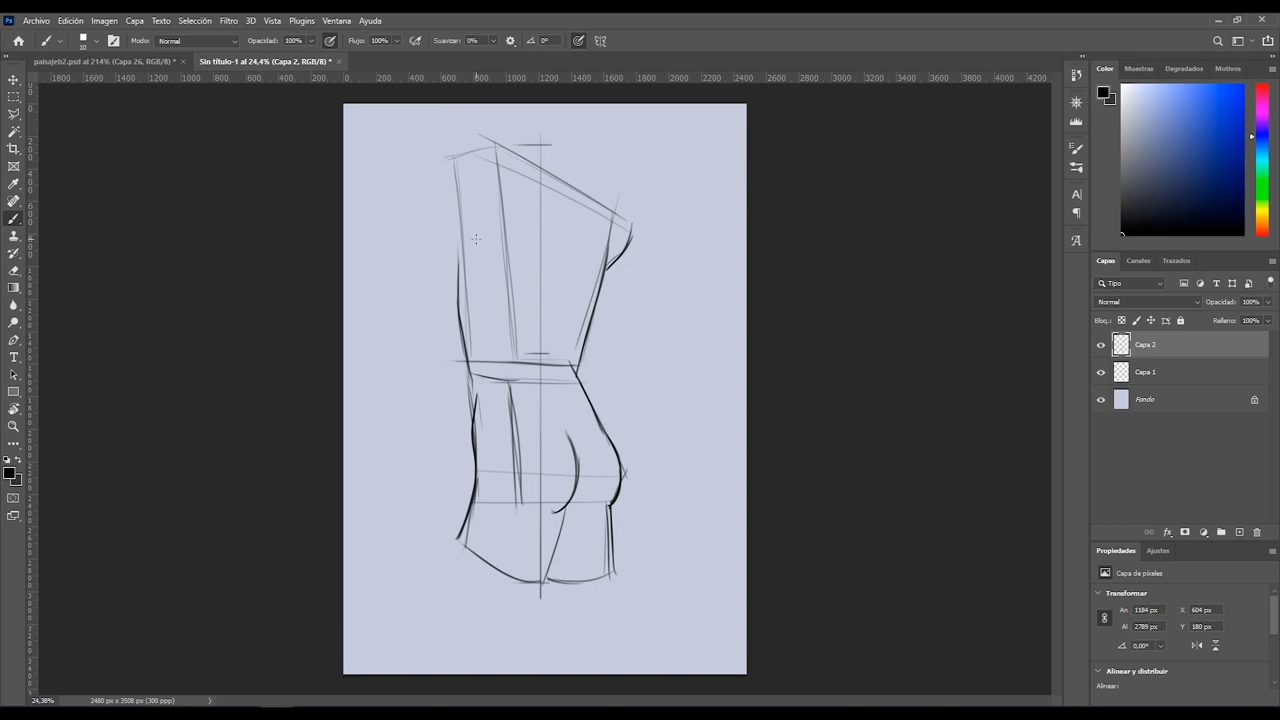 Ps Archivo Edición Imagen Capa Texto Selección Filtro 3D Vista Plugins Ventana Ayuda
10 Modo: Normal Opacidad: 100% Flujo: 100% Suavizar: 0% 0°
paisajeb2.psd al 214% (Capa 26, RGB/8) * × Sin título-1 al 24,4% (Capa 2, RGB/8) * ×
1800 1600 1400 1200 1000 800 600 400 200 0 200 400 600 800 1000 1200 1400 1600 1800 2000 2200 2400 2600 2800 3000 3200 3400 3600 3800 4000 4200
Color Muestras Degradados Motivos
Capas Canales Trazados
Tipo
Normal Opacidad: 100%
Bloq.: Relleno: 100%
Capa 2
Capa 1
Fondo
fx
Propiedades Ajustes
Capa de píxeles
Transformar
An 1184 px X 604 px
Al 2789 px Y 180 px
0,00°
Alinear y distribuir
Alinear:
24,38% 2480 px x 3508 px (300 ppp)